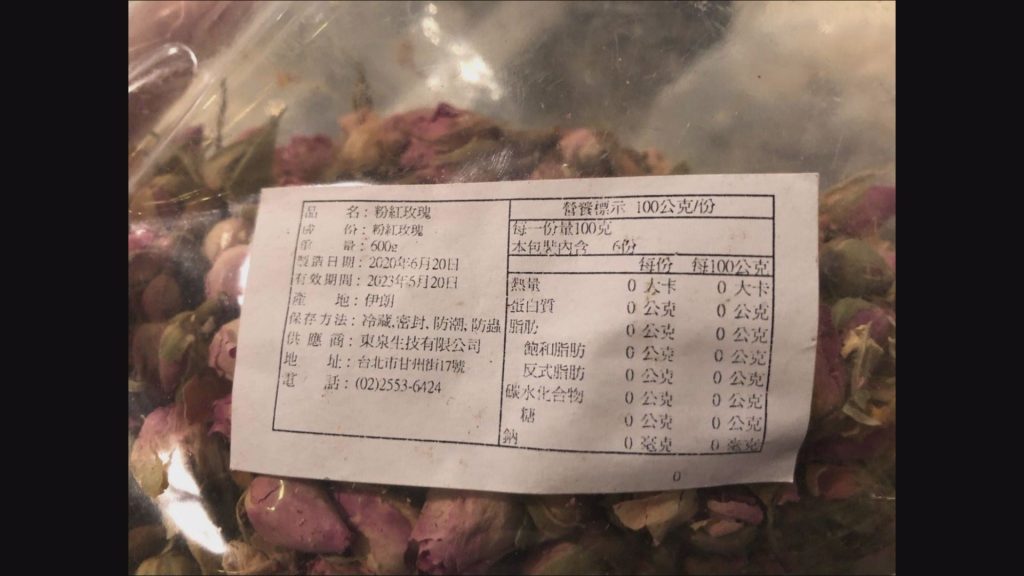 品 名：粉紅玫瑰
成 份：粉紅玫瑰
重 量：600g
製造日期：2020年6月20日
有效期間：2023年5月20日
產 地：伊朗
保存方法：冷藏,密封,防潮,防蟲
供應商：東泉生技有限公司
地 址：台北市甘州街17號
電 話：(02)2553-6424
營養標示 100公克/份
每一份量100克
本包裝內含 6份
每份 每100公克
熱量 0 大卡 0 大卡
蛋白質 0 公克 0 公克
脂肪 0 公克 0 公克
飽和脂肪 0 公克 0 公克
反式脂肪 0 公克 0 公克
碳水化合物 0 公克 0 公克
糖 0 公克 0 公克
鈉 0 毫克 0 毫克
0